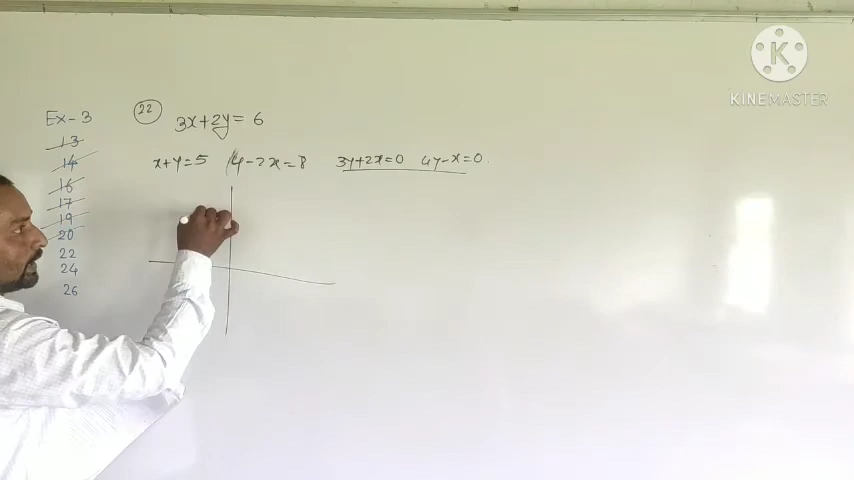 K
KINEMASTER
Ex-3
13
14
16
17
19
20
22
24
26
22
3x+2y=6
x+y=5 y-2x=8 3y+2x=0 4y-x=0.